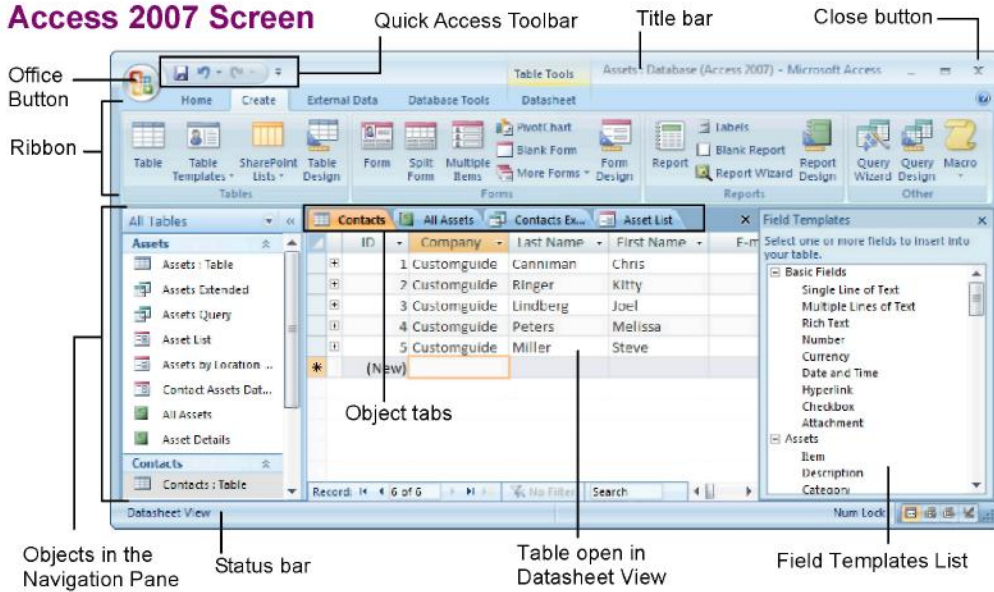 Access 2007 Screen
Quick Access Toolbar
Title bar
Close button
Office
Button
Ribbon
Table Tools
Assets : Database (Access 2007) - Microsoft Access
Home Create External Data Database Tools Datasheet
Table
Table
Templates
SharePoint
Lists
Table
Design
Tables
Form
Split
Form
Multiple
Items
PivotChart
Blank Form
More Forms
Form
Design
Forms
Report
Labels
Blank Report
Report Wizard
Report
Design
Reports
Query
Wizard
Query
Design
Macro
Other
All Tables
Assets
Assets : Table
Assets Extended
Assets Query
Asset List
Assets by Location ...
Contact Assets Dat...
All Assets
Asset Details
Contacts
Contacts : Table
Contacts All Assets Contacts Ex... Asset List
ID Company Last Name First Name E-m
1 Customguide Canniman Chris
2 Customguide Ringer Kitty
3 Customguide Lindberg Joel
4 Customguide Peters Melissa
5 Customguide Miller Steve
(New)
Object tabs
Record: 6 of 6 No Filter Search
Field Templates
Select one or more fields to insert into
your table.
Basic Fields
Single Line of Text
Multiple Lines of Text
Rich Text
Number
Currency
Date and Time
Hyperlink
Checkbox
Attachment
Assets
Item
Description
Category
Datasheet View
Num Lock
Objects in the
Navigation Pane
Status bar
Table open in
Datasheet View
Field Templates List